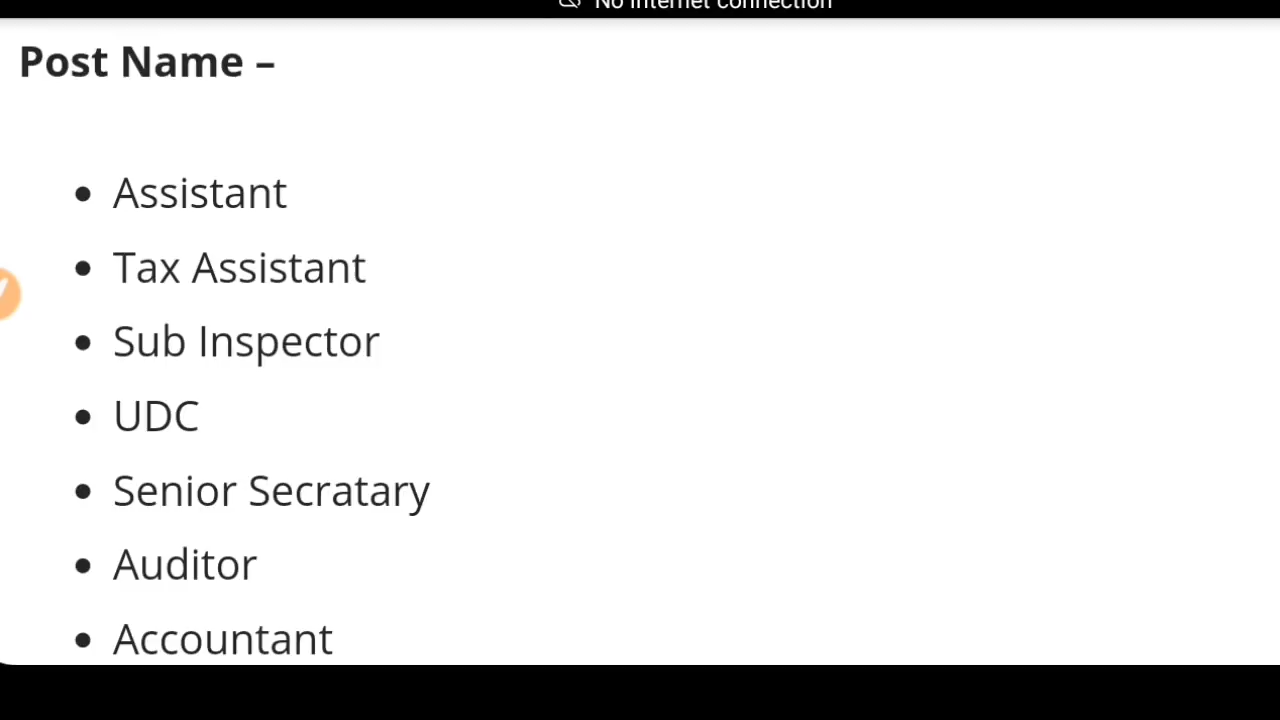 No internet connection
Post Name –
• Assistant
• Tax Assistant
• Sub Inspector
• UDC
• Senior Secratary
• Auditor
• Accountant